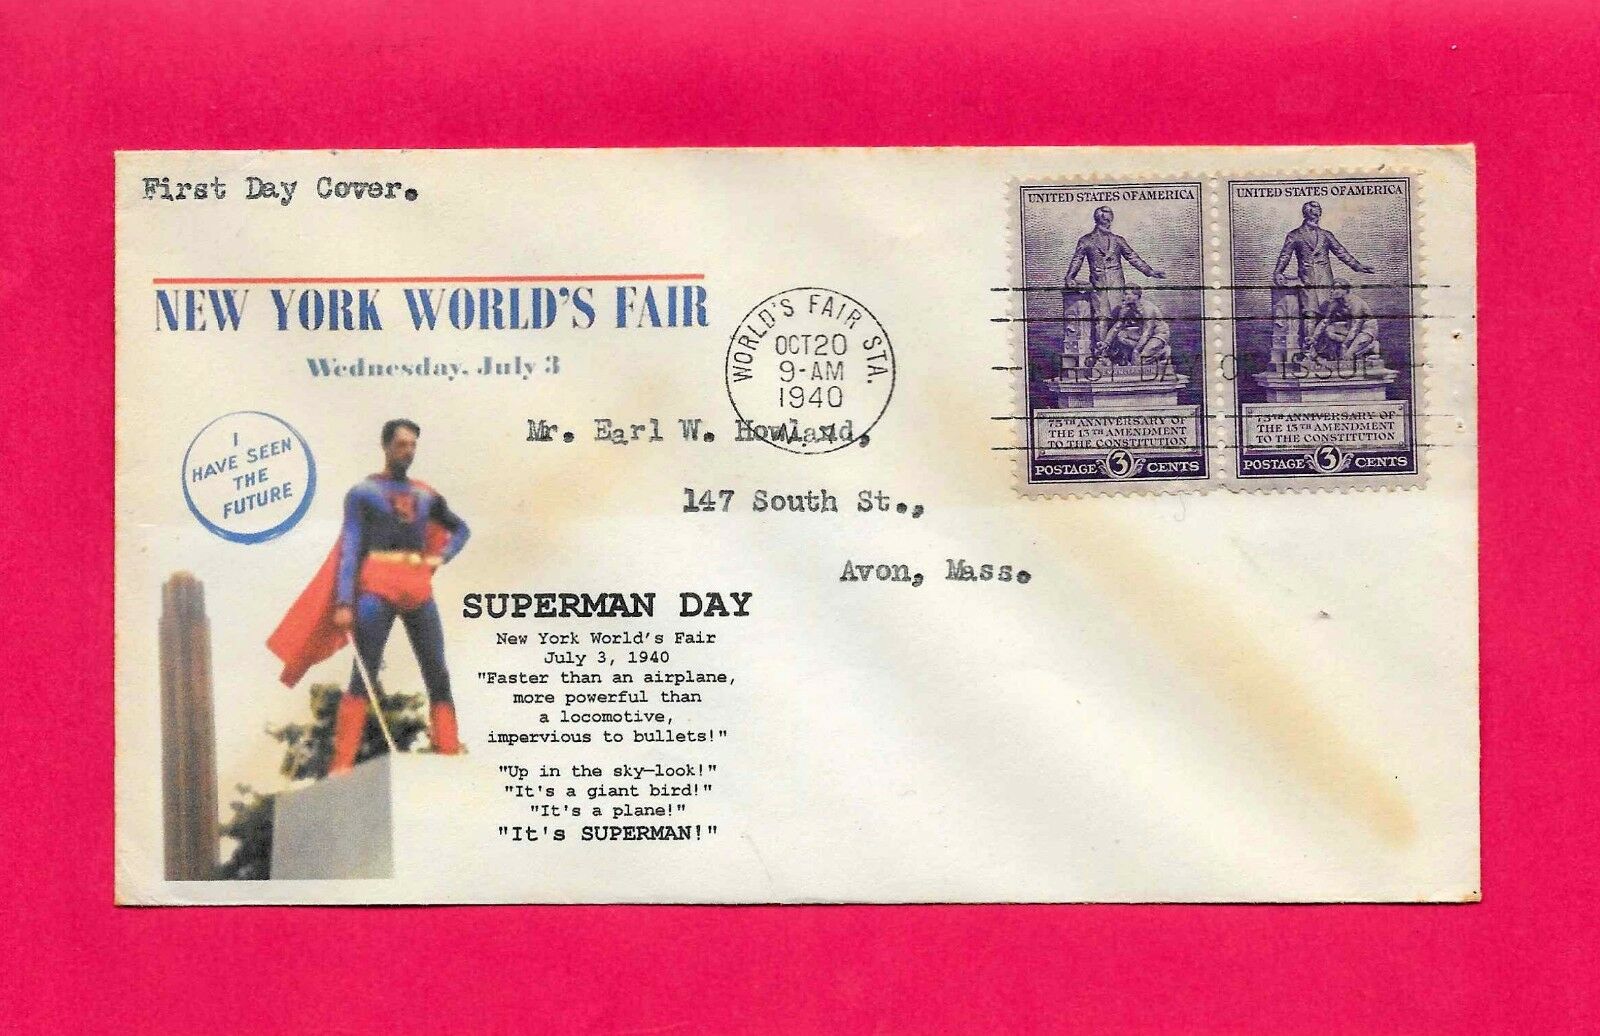 First Day Cover.
NEW YORK WORLD'S FAIR
Wednesday, July 3
I
HAVE SEEN
THE
FUTURE
WORLD'S FAIR STA.
OCT 20
9-AM
1940
N.Y.
UNITED STATES OF AMERICA
75TH ANNIVERSARY OF
THE 13TH AMENDMENT
TO THE CONSTITUTION
POSTAGE 3 CENTS
UNITED STATES OF AMERICA
75TH ANNIVERSARY OF
THE 13TH AMENDMENT
TO THE CONSTITUTION
POSTAGE 3 CENTS
FIRST DAY OF ISSUE
Mr. Earl W. Howland,
147 South St.,
Avon, Mass.
SUPERMAN DAY
New York World's Fair
July 3, 1940
"Faster than an airplane,
more powerful than
a locomotive,
impervious to bullets!"
"Up in the sky—look!"
"It's a giant bird!"
"It's a plane!"
"It's SUPERMAN!"